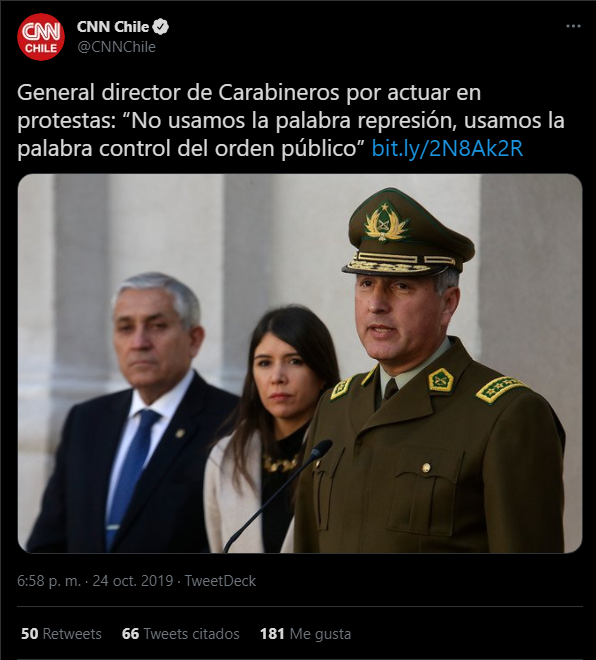 CNN Chile
@CNNChile
CNN
CHILE
General director de Carabineros por actuar en
protestas: “No usamos la palabra represión, usamos la
palabra control del orden público” bit.ly/2N8Ak2R
6:58 p. m. · 24 oct. 2019 · TweetDeck
50 Retweets 66 Tweets citados 181 Me gusta